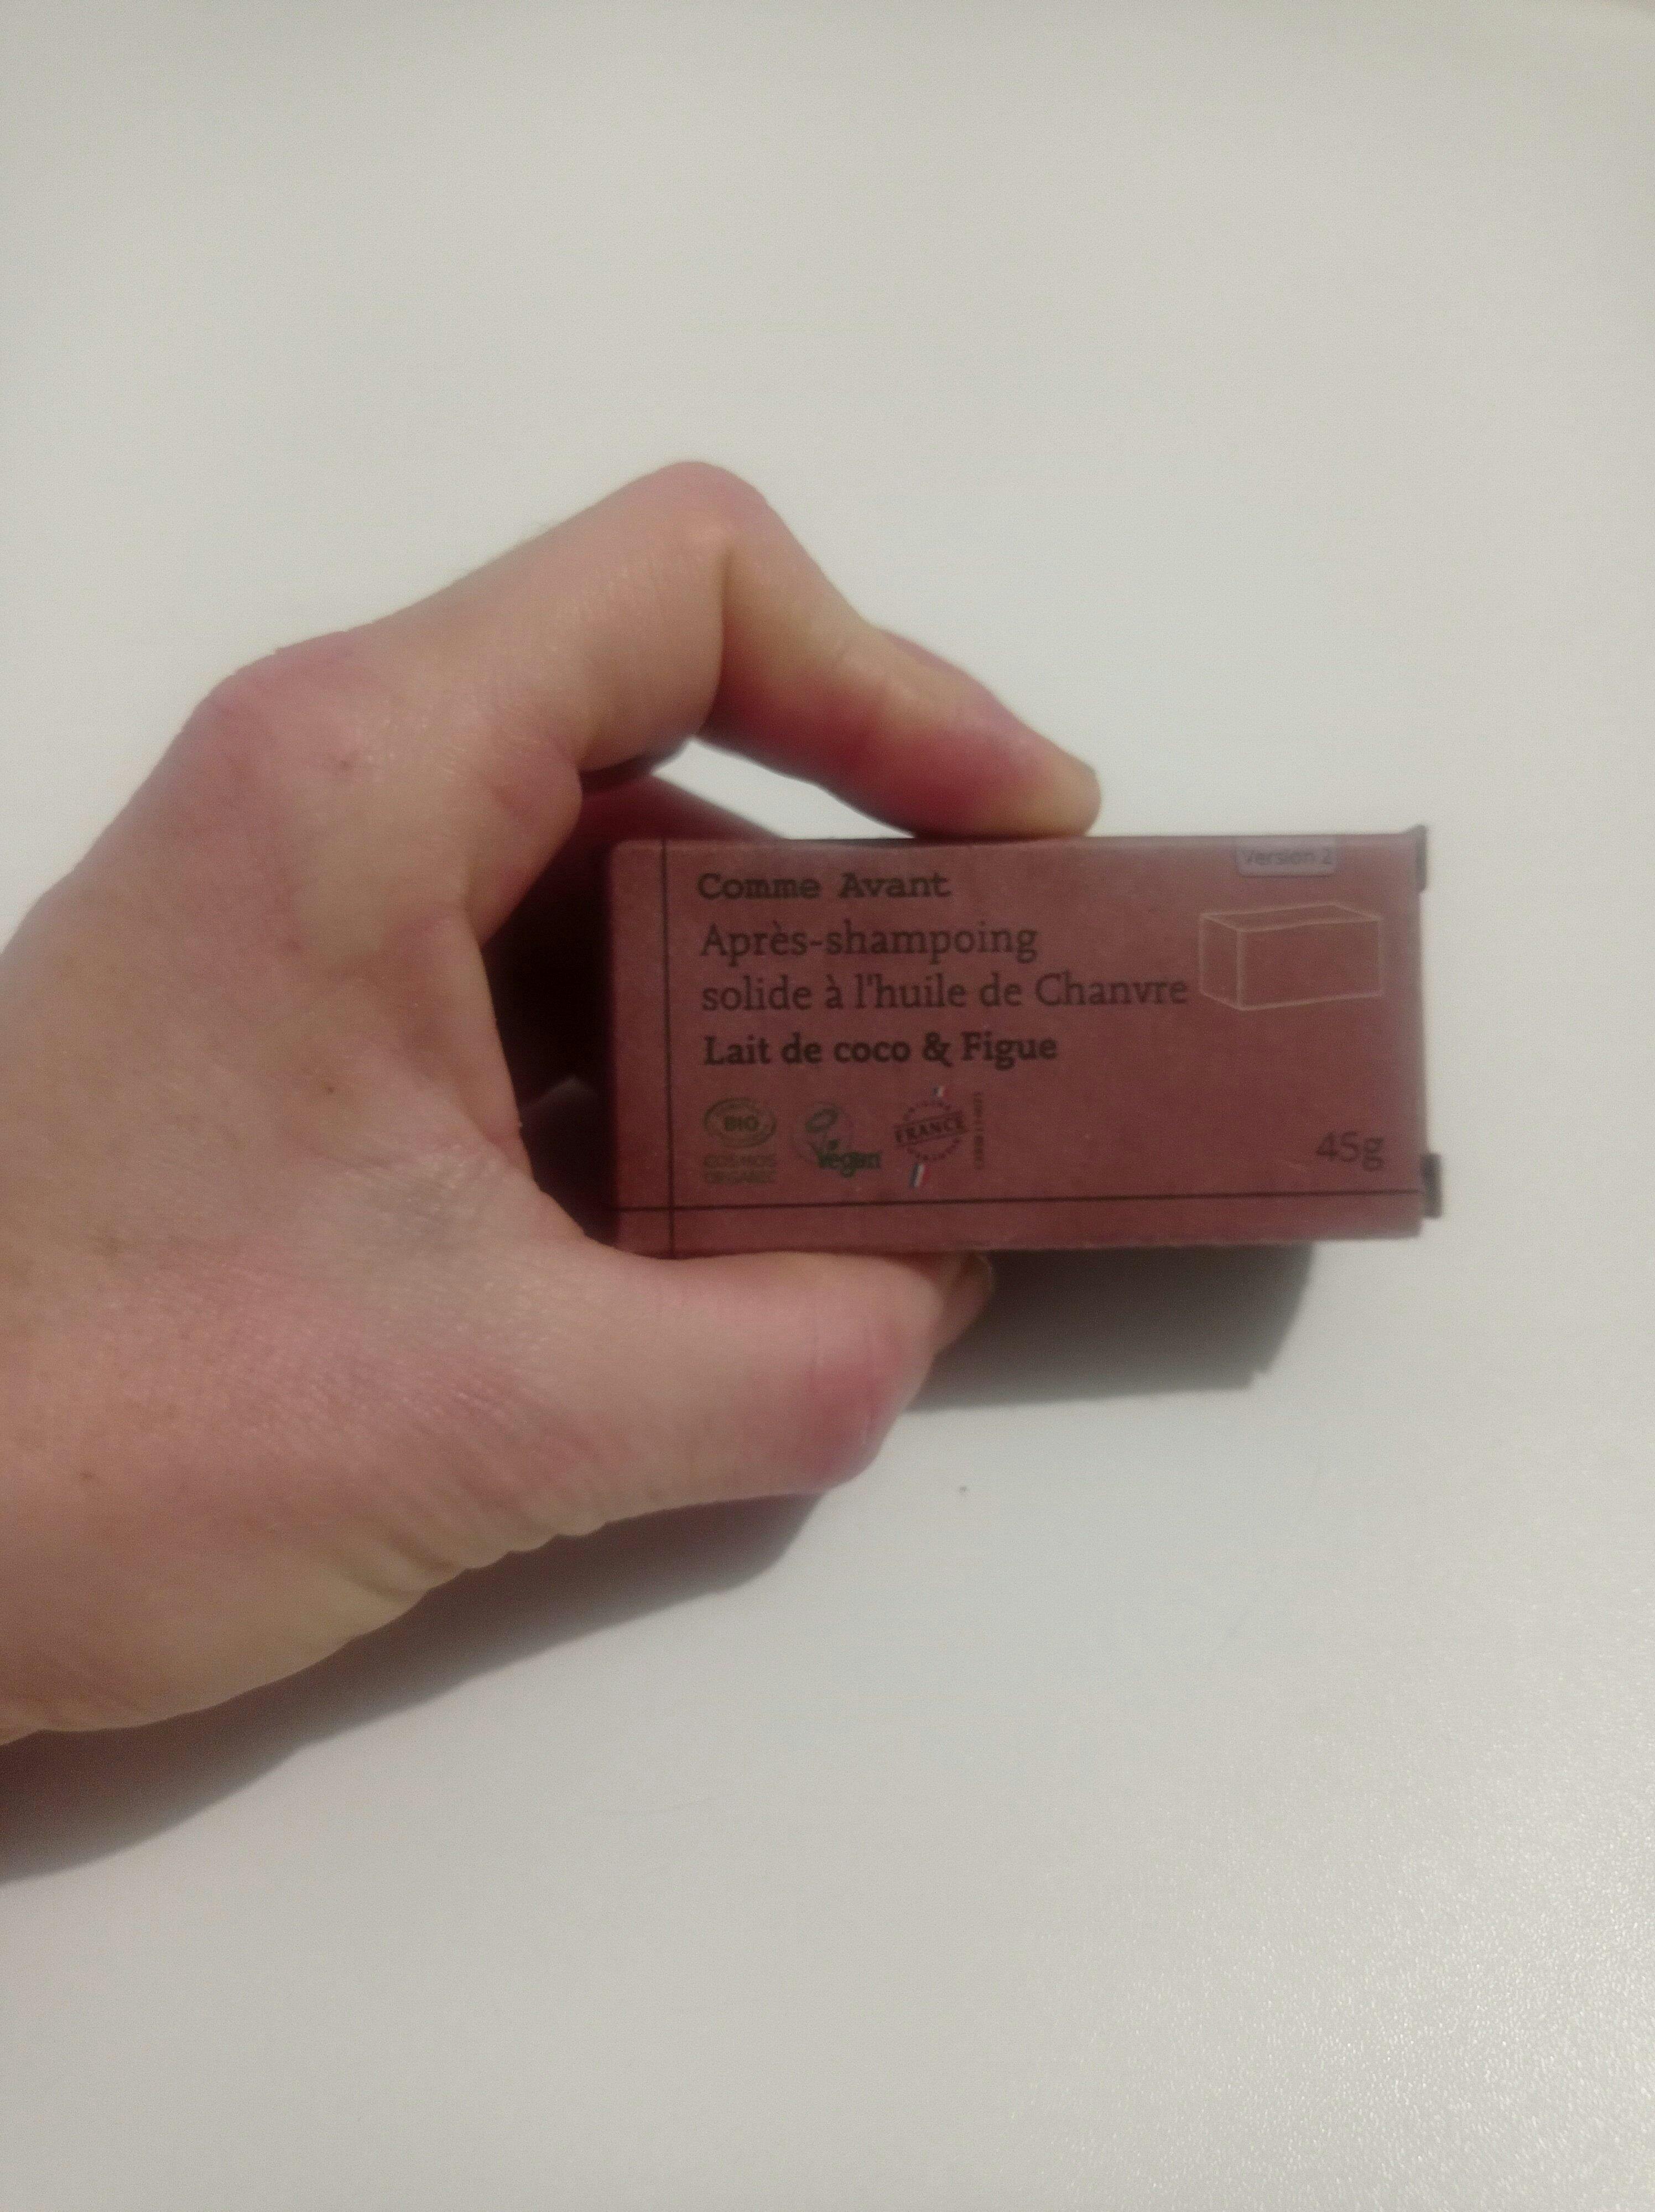 Version 2
Comme Avant
Après-shampoing
solide à l'huile de Chanvre
Lait de coco & Figue
BIO
COSMOS
ORGANIC
Vegan
FRANCE
45g